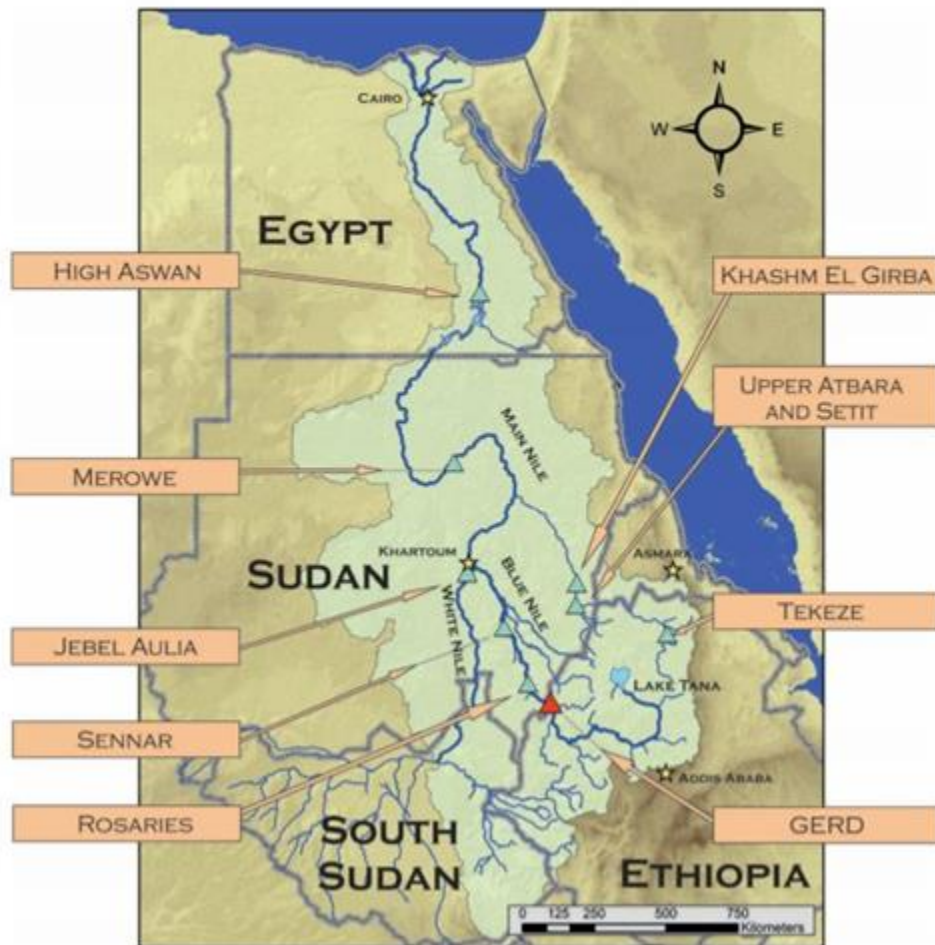 CAIRO
N
W
E
S
EGYPT
HIGH ASWAN
KHASHM EL GIRBA
UPPER ATBARA
AND SETIT
MAIN NILE
MEROWE
KHARTOUM
ASMARA
SUDAN
BLUE NILE
WHITE NILE
TEKEZE
JEBEL AULIA
LAKE TANA
SENNAR
ADDIS ABABA
ROSARIES
GERD
SOUTH
SUDAN
ETHIOPIA
0 125 250 500 750
Kilometers